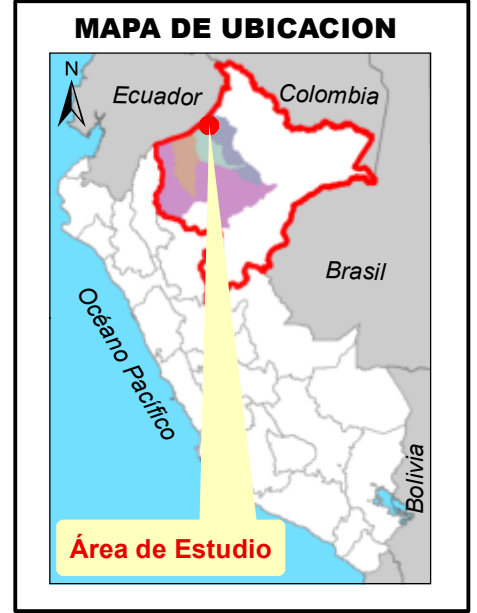 MAPA DE UBICACION
N
Ecuador
Colombia
Brasil
Océano Pacífico
Bolivia
Área de Estudio